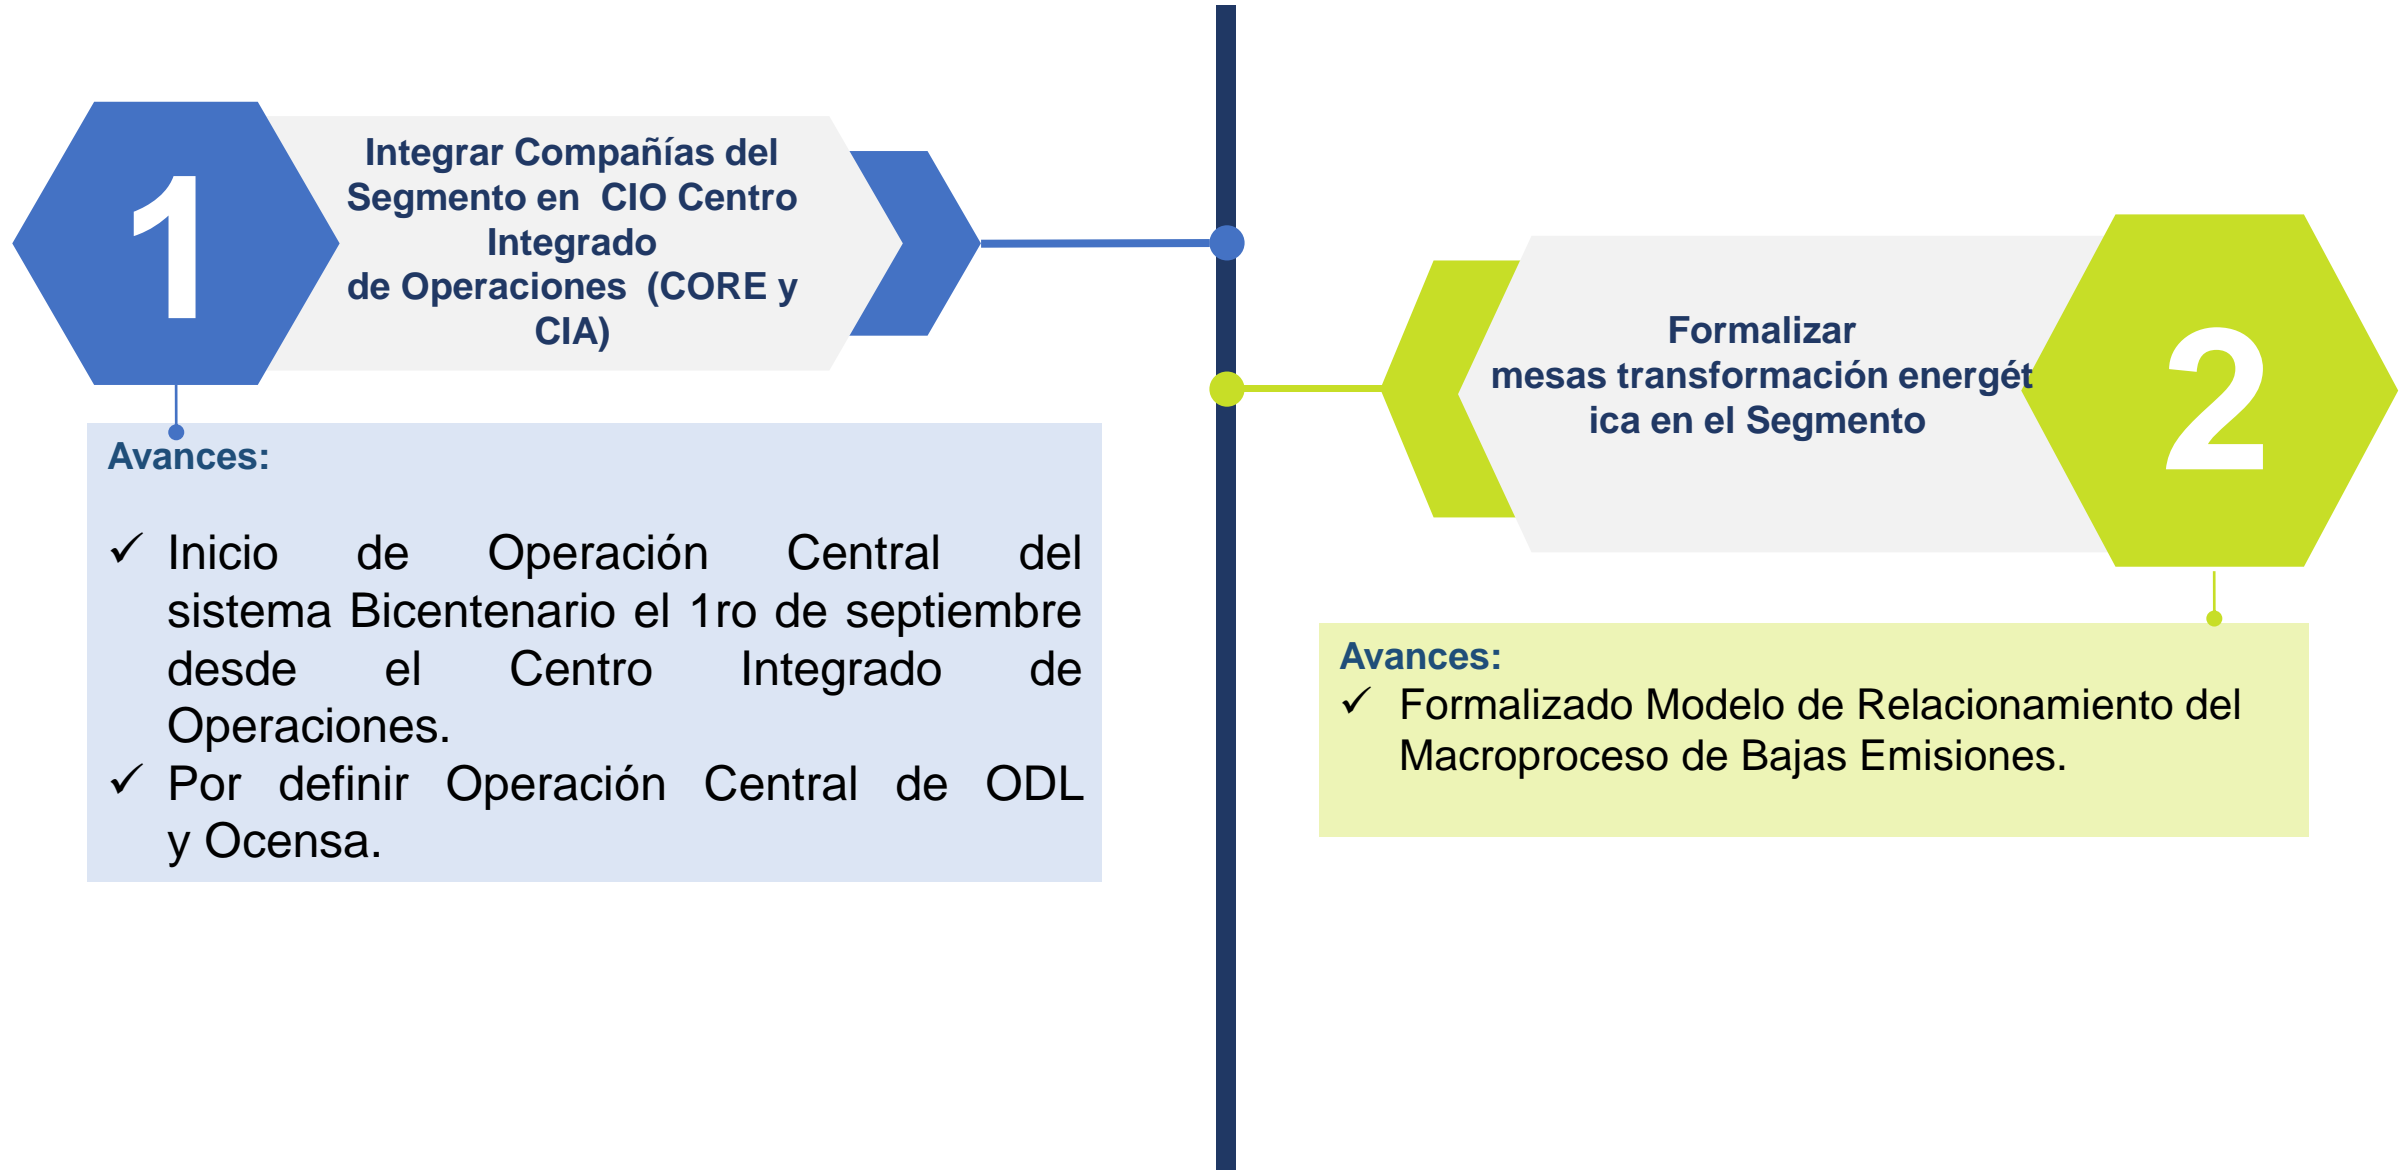 1
Integrar Compañías del
Segmento en  CIO Centro
Integrado
de Operaciones  (CORE y
CIA)
Avances:
✓ Inicio de Operación Central del
sistema Bicentenario el 1ro de septiembre
desde el Centro Integrado de
Operaciones.
✓ Por definir Operación Central de ODL
y Ocensa.
2
Formalizar
mesas transformación energét
ica en el Segmento
Avances:
✓ Formalizado Modelo de Relacionamiento del
Macroproceso de Bajas Emisiones.